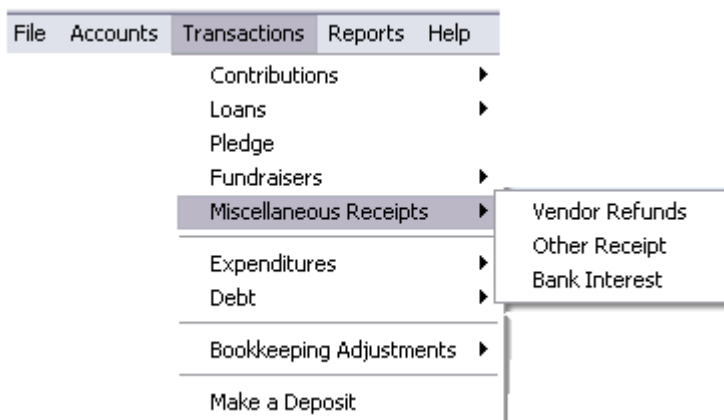 File Accounts Transactions Reports Help
Contributions
Loans
Pledge
Fundraisers
Miscellaneous Receipts
Vendor Refunds
Other Receipt
Bank Interest
Expenditures
Debt
Bookkeeping Adjustments
Make a Deposit